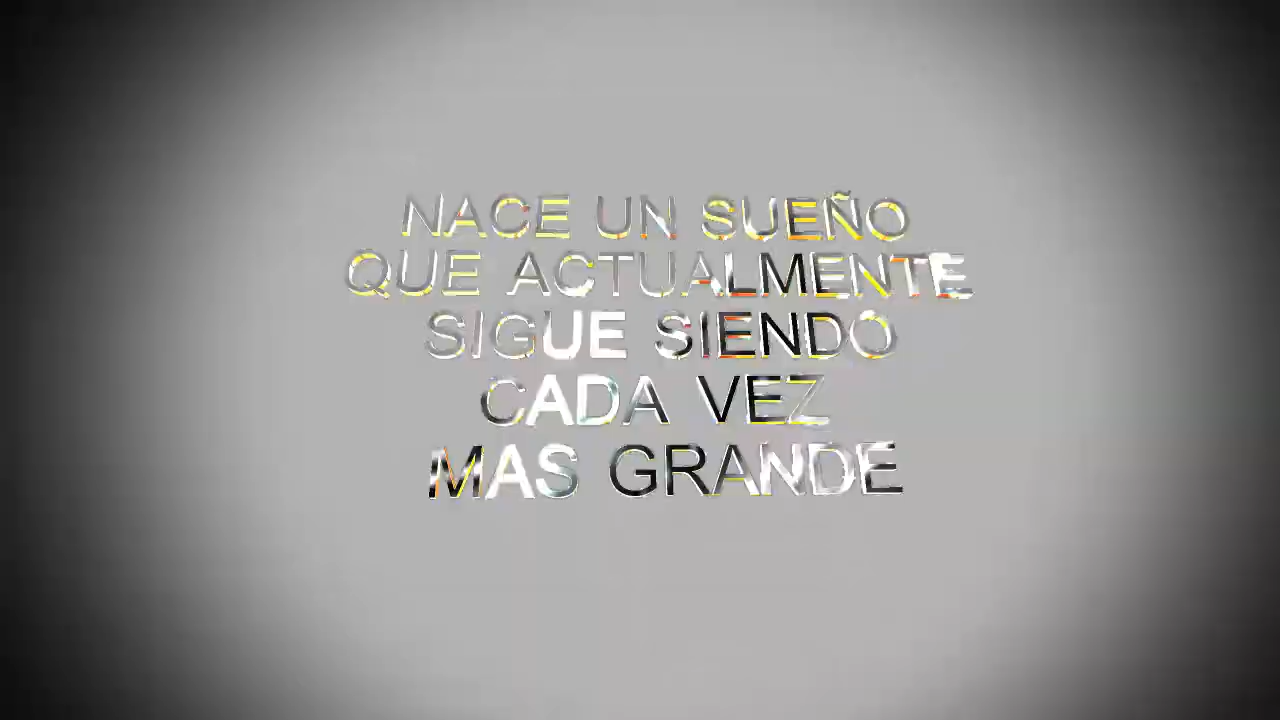 NACE UN SUEÑO
QUE ACTUALMENTE
SIGUE SIENDO
CADA VEZ
MAS GRANDE